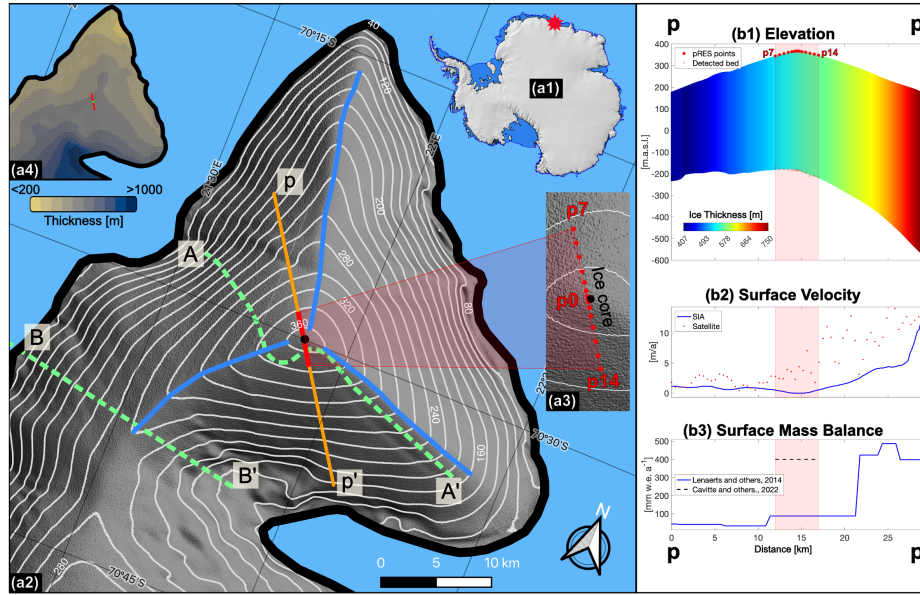 (a4)
<200
>1000
Thickness [m]
70°15'S
40
120
21°30'E
22°E
(a1)
p
200
280
A
320
360
80
B
240
160
B'
p'
A'
70°30'S
22°
70°45'S
280
(a2)
p7
p0
Ice core
p14
(a3)
N
0 5 10 km
p p
(b1) Elevation
pRES points
Detected bed
p7 p14
[m.a.s.l.]
400
300
200
100
0
-100
-200
-300
-400
-500
-600
Ice Thickness [m]
407 493 578 664 750
(b2) Surface Velocity
SIA
Satellite
[m/a]
10
5
0
(b3) Surface Mass Balance
Lenaerts and others, 2014
Cavitte and others., 2022
[mm w.e. a⁻¹]
500
400
300
200
100
0 5 10 15 20 25
Distance [km]
p p